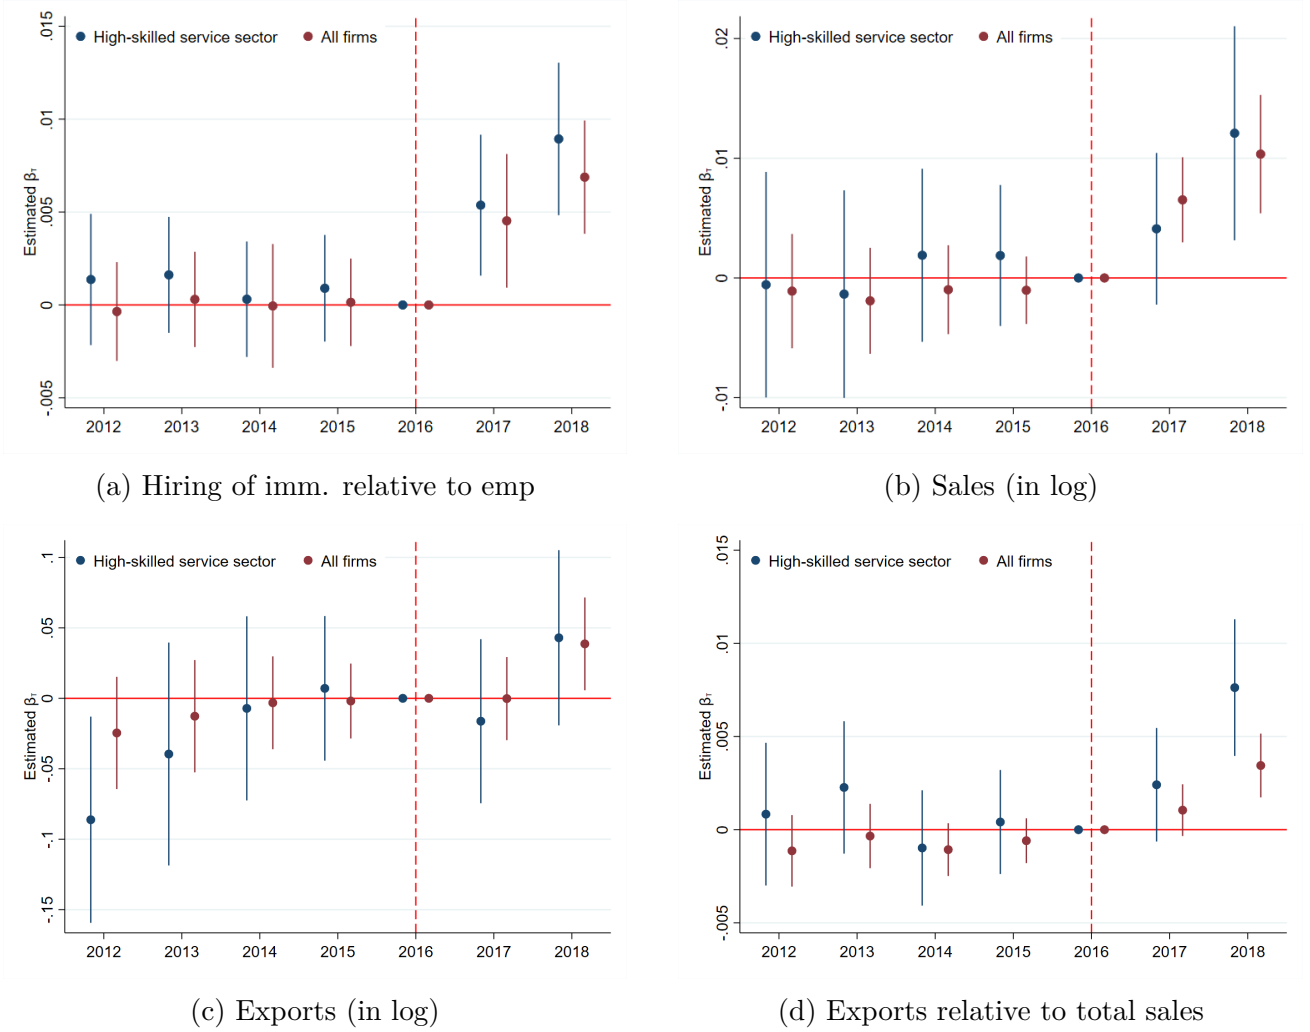 High-skilled service sector All firms
Estimated βτ
.015
.01
.005
0
-.005
2012 2013 2014 2015 2016 2017 2018
(a) Hiring of imm. relative to emp
High-skilled service sector All firms
Estimated βτ
.02
.01
0
-.01
2012 2013 2014 2015 2016 2017 2018
(b) Sales (in log)
High-skilled service sector All firms
Estimated βτ
.1
.05
0
-.05
-.1
-.15
2012 2013 2014 2015 2016 2017 2018
(c) Exports (in log)
High-skilled service sector All firms
Estimated βτ
.015
.01
.005
0
-.005
2012 2013 2014 2015 2016 2017 2018
(d) Exports relative to total sales